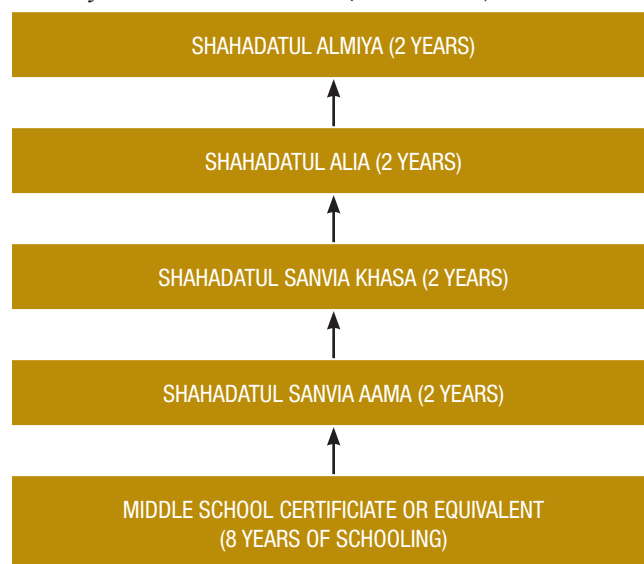 SHAHADATUL ALMIYA (2 YEARS)
SHAHADATUL ALIA (2 YEARS)
SHAHADATUL SANVIA KHASA (2 YEARS)
SHAHADATUL SANVIA AAMA (2 YEARS)
MIDDLE SCHOOL CERTIFICIATE OR EQUIVALENT
(8 YEARS OF SCHOOLING)